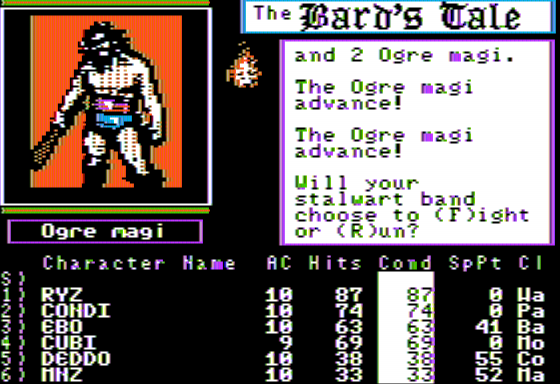 The Bard's Tale
and 2 Ogre magi.
The Ogre magi
advance!
The Ogre magi
advance!
Will your
stalwart band
choose to (F)ight
or (R)un?
Ogre magi
Character Name AC Hits Cond SpPt Cl
S)
1) RYZ 10 87 87 0 Wa
2) CONDI 10 74 74 0 Pa
3) EBO 10 63 63 41 Ba
4) CUBI 9 69 69 0 Mo
5) DEDDO 10 38 38 55 Co
6) MNZ 10 33 33 52 Ma